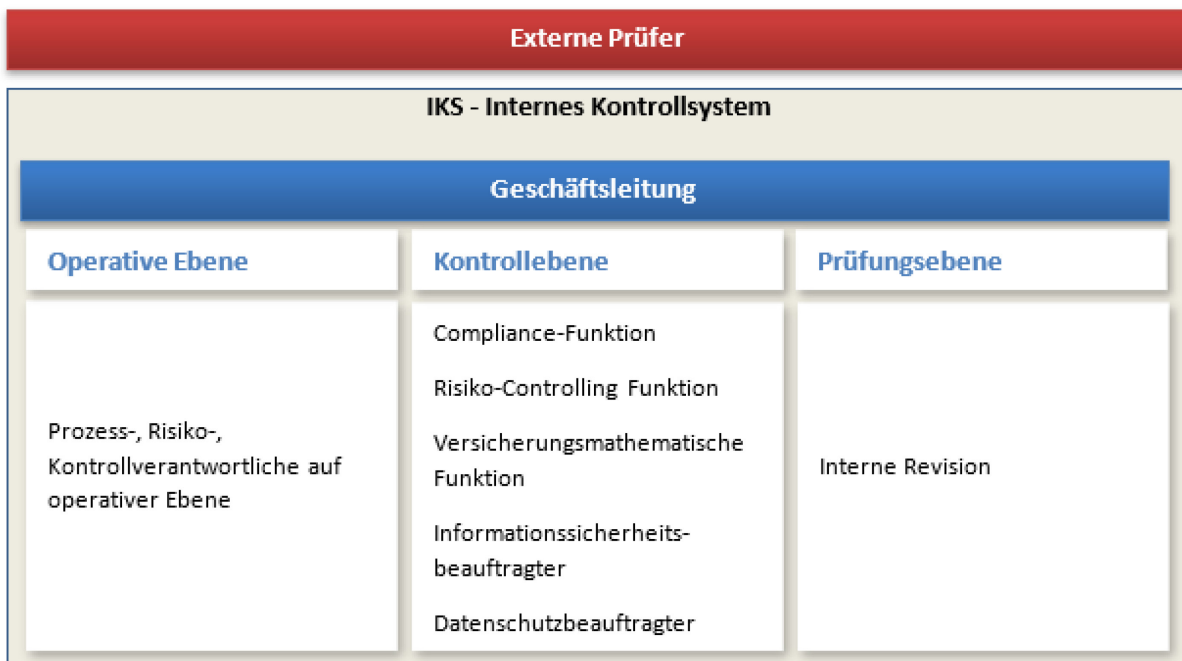 Externe Prüfer
IKS - Internes Kontrollsystem
Geschäftsleitung
Operative Ebene
Prozess-, Risiko-,
Kontrollverantwortliche auf
operativer Ebene
Kontrollebene
Compliance-Funktion
Risiko-Controlling Funktion
Versicherungsmathematische
Funktion
Informationssicherheits-
beauftragter
Datenschutzbeauftragter
Prüfungsebene
Interne Revision